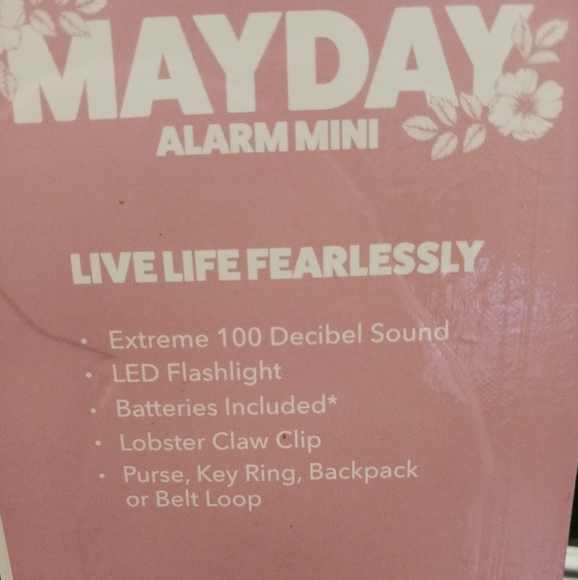 MAYDAY
ALARM MINI
LIVE LIFE FEARLESSLY
• Extreme 100 Decibel Sound
• LED Flashlight
• Batteries Included*
• Lobster Claw Clip
• Purse, Key Ring, Backpack
or Belt Loop